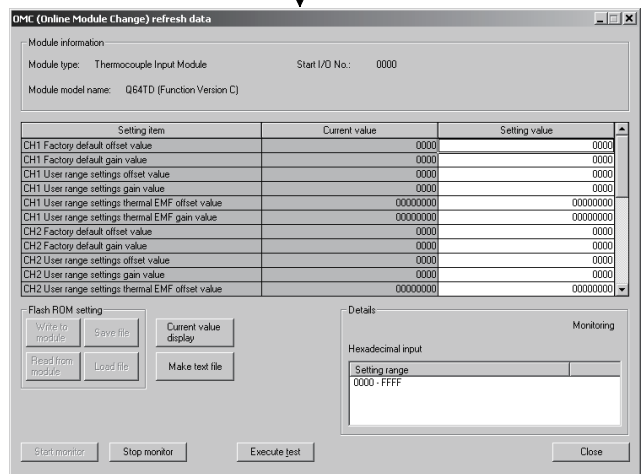 OMC (Online Module Change) refresh data
Module information
Module type: Thermocouple Input Module Start I/O No.: 0000
Module model name: Q64TD (Function Version C)
Setting item Current value Setting value
CH1 Factory default offset value 0000 0000
CH1 Factory default gain value 0000 0000
CH1 User range settings offset value 0000 0000
CH1 User range settings gain value 0000 0000
CH1 User range settings thermal EMF offset value 00000000 00000000
CH1 User range settings thermal EMF gain value 00000000 00000000
CH2 Factory default offset value 0000 0000
CH2 Factory default gain value 0000 0000
CH2 User range settings offset value 0000 0000
CH2 User range settings gain value 0000 0000
CH2 User range settings thermal EMF offset value 00000000 00000000
Flash ROM setting
Write to module
Save file
Current value display
Read from module
Load file
Make text file
Details
Monitoring
Hexadecimal input
Setting range
0000 - FFFF
Start monitor Stop monitor Execute test Close